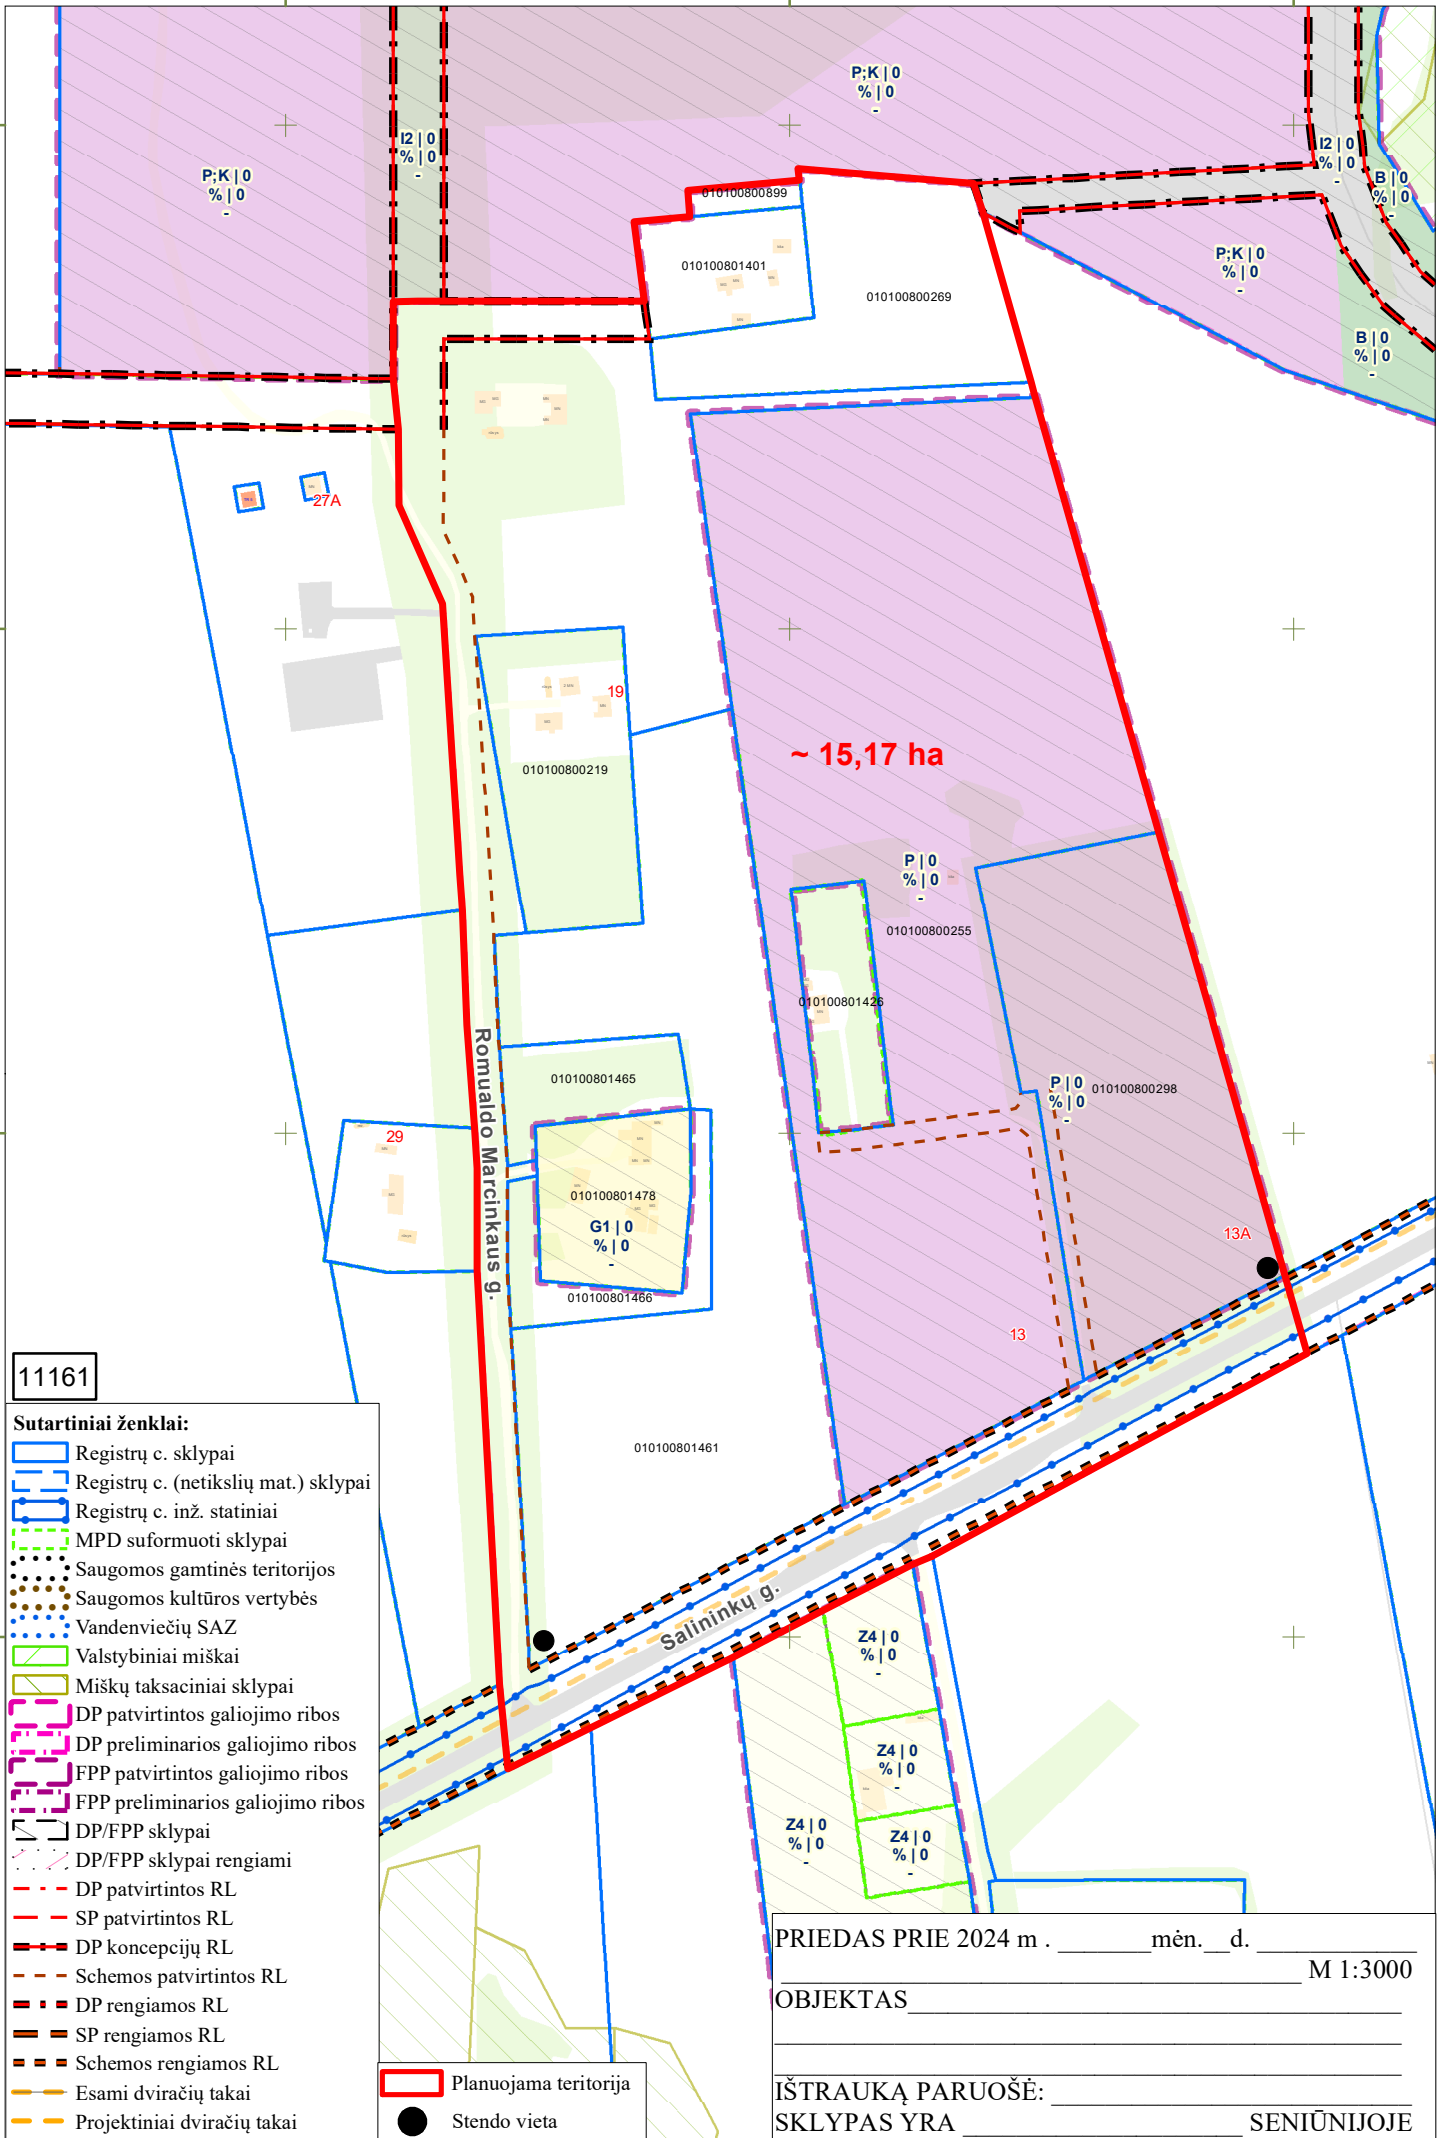 P;K | 0
% | 0
-
I2 | 0
% | 0
-
P;K | 0
% | 0
-
I2 | 0
% | 0
-
B | 0
% | 0
-
P;K | 0
% | 0
-
B | 0
% | 0
-
010100800899
010100801401
010100800269
27A
19
010100800219
~ 15,17 ha
P | 0
% | 0
-
010100800255
010100801426
P | 0
% | 0
-
010100800298
Romualdo Marcinkaus g.
010100801465
29
010100801478
G1 | 0
% | 0
-
010100801466
13A
13
010100801461
Salininkų g.
Z4 | 0
% | 0
-
Z4 | 0
% | 0
-
Z4 | 0
% | 0
-
Z4 | 0
% | 0
-
11161
Sutartiniai ženklai:
Registrų c. sklypai
Registrų c. (netikslių mat.) sklypai
Registrų c. inž. statiniai
MPD suformuoti sklypai
Saugomos gamtinės teritorijos
Saugomos kultūros vertybės
Vandenviečių SAZ
Valstybiniai miškai
Miškų taksaciniai sklypai
DP patvirtintos galiojimo ribos
DP preliminarios galiojimo ribos
FPP patvirtintos galiojimo ribos
FPP preliminarios galiojimo ribos
DP/FPP sklypai
DP/FPP sklypai rengiami
DP patvirtintos RL
SP patvirtintos RL
DP koncepcijų RL
Schemos patvirtintos RL
DP rengiamos RL
SP rengiamos RL
Schemos rengiamos RL
Esami dviračių takai
Projektiniai dviračių takai
Planuojama teritorija
Stendo vieta
PRIEDAS PRIE 2024 m . _______mėn.__d. ____________
_______________________________________ M 1:3000
OBJEKTAS_____________________________________
_______________________________________________
_______________________________________________
IŠTRAUKĄ PARUOŠĖ: ___________________________
SKLYPAS YRA _____________________ SENIŪNIJOJE